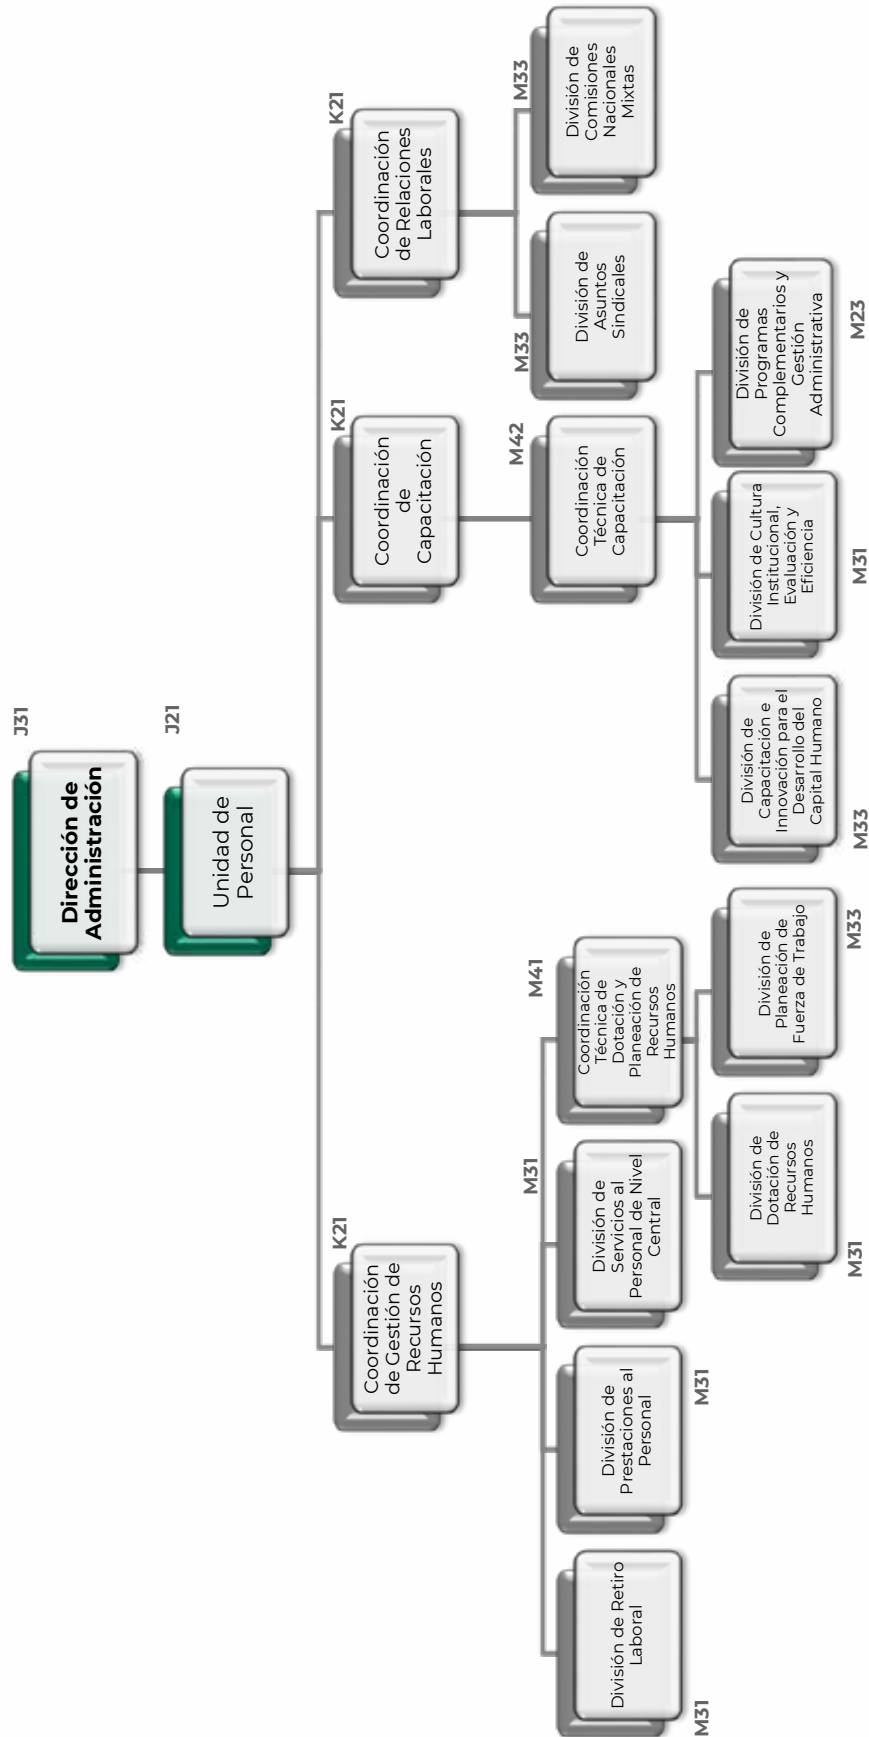 J31
Dirección de
Administración
J21
Unidad de
Personal
K21
Coordinación
de Gestión de
Recursos
Humanos
K21
Coordinación
de
Capacitación
K21
Coordinación
de Relaciones
Laborales
M31
División de Retiro
Laboral
M31
División de
Prestaciones al
Personal
M31
División de
Servicios al
Personal de Nivel
Central
M41
Coordinación
Técnica de
Dotación y
Planeación de
Recursos
Humanos
M31
División de
Dotación de
Recursos
Humanos
M33
División de
Planeación de
Fuerza de Trabajo
M42
Coordinación
Técnica de
Capacitación
M33
División de
Capacitación e
Innovación para el
Desarrollo del
Capital Humano
M31
División de Cultura
Institucional,
Evaluación y
Eficiencia
M23
División de
Programas
Complementarios y
Gestión
Administrativa
M33
División de
Asuntos
Sindicales
M33
División de
Comisiones
Nacionales
Mixtas